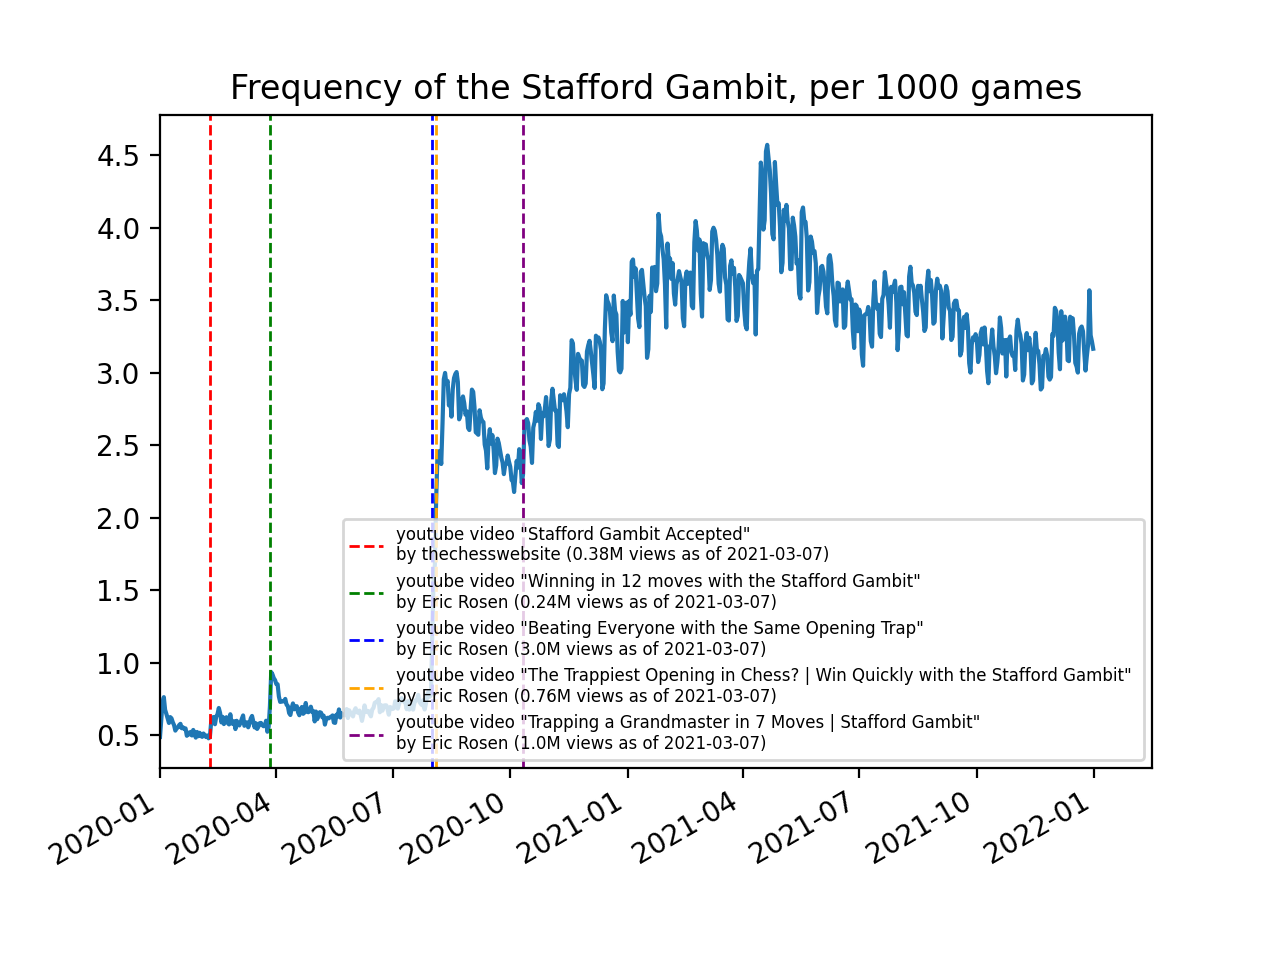 Frequency of the Stafford Gambit, per 1000 games
4.5
4.0
3.5
3.0
2.5
2.0
1.5
1.0
0.5
youtube video "Stafford Gambit Accepted"
by thechesswebsite (0.38M views as of 2021-03-07)
youtube video "Winning in 12 moves with the Stafford Gambit"
by Eric Rosen (0.24M views as of 2021-03-07)
youtube video "Beating Everyone with the Same Opening Trap"
by Eric Rosen (3.0M views as of 2021-03-07)
youtube video "The Trappiest Opening in Chess? | Win Quickly with the Stafford Gambit"
by Eric Rosen (0.76M views as of 2021-03-07)
youtube video "Trapping a Grandmaster in 7 Moves | Stafford Gambit"
by Eric Rosen (1.0M views as of 2021-03-07)
2020-01
2020-04
2020-07
2020-10
2021-01
2021-04
2021-07
2021-10
2022-01